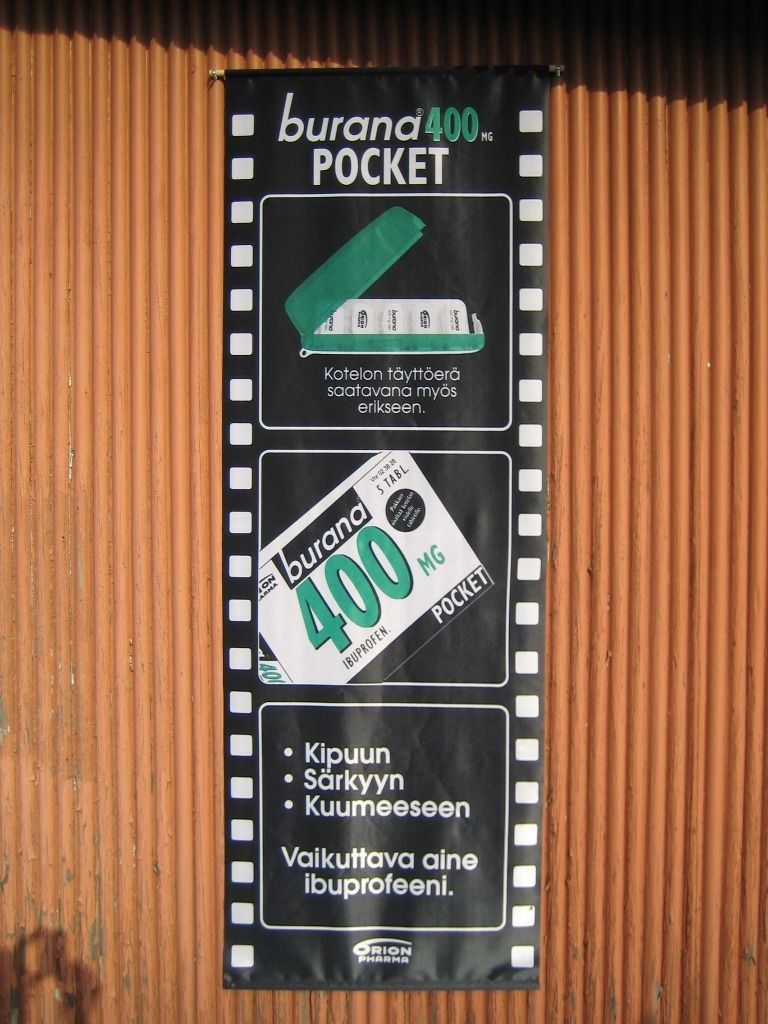 burana® 400 MG
POCKET
Kotelon täyttöerä
saatavana myös
erikseen.
5 TABL.
burana
400 MG
IBUPROFEN.
POCKET
• Kipuun
• Särkyyn
• Kuumeeseen
Vaikuttava aine
ibuprofeeni.
ORION
PHARMA